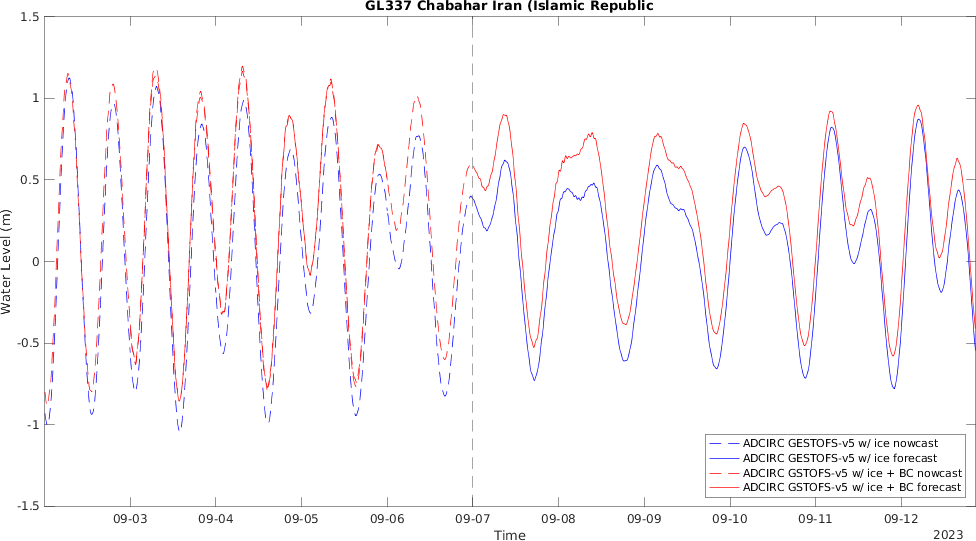 GL337 Chabahar Iran (Islamic Republic
1.5
1
0.5
0
-0.5
-1
-1.5
Water Level (m)
ADCIRC GESTOFS-v5 w/ ice nowcast
ADCIRC GESTOFS-v5 w/ ice forecast
ADCIRC GSTOFS-v5 w/ ice + BC nowcast
ADCIRC GSTOFS-v5 w/ ice + BC forecast
09-03 09-04 09-05 09-06 09-07 09-08 09-09 09-10 09-11 09-12
Time
2023